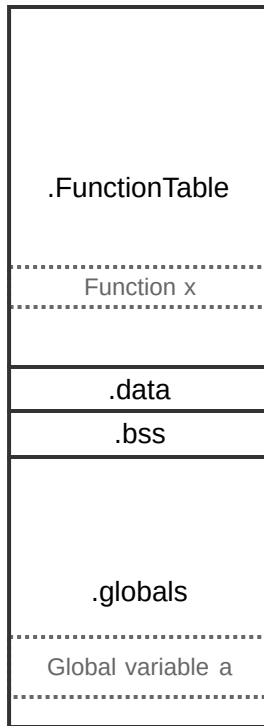 .FunctionTable
Function x
.data
.bss
.globals
Global variable a